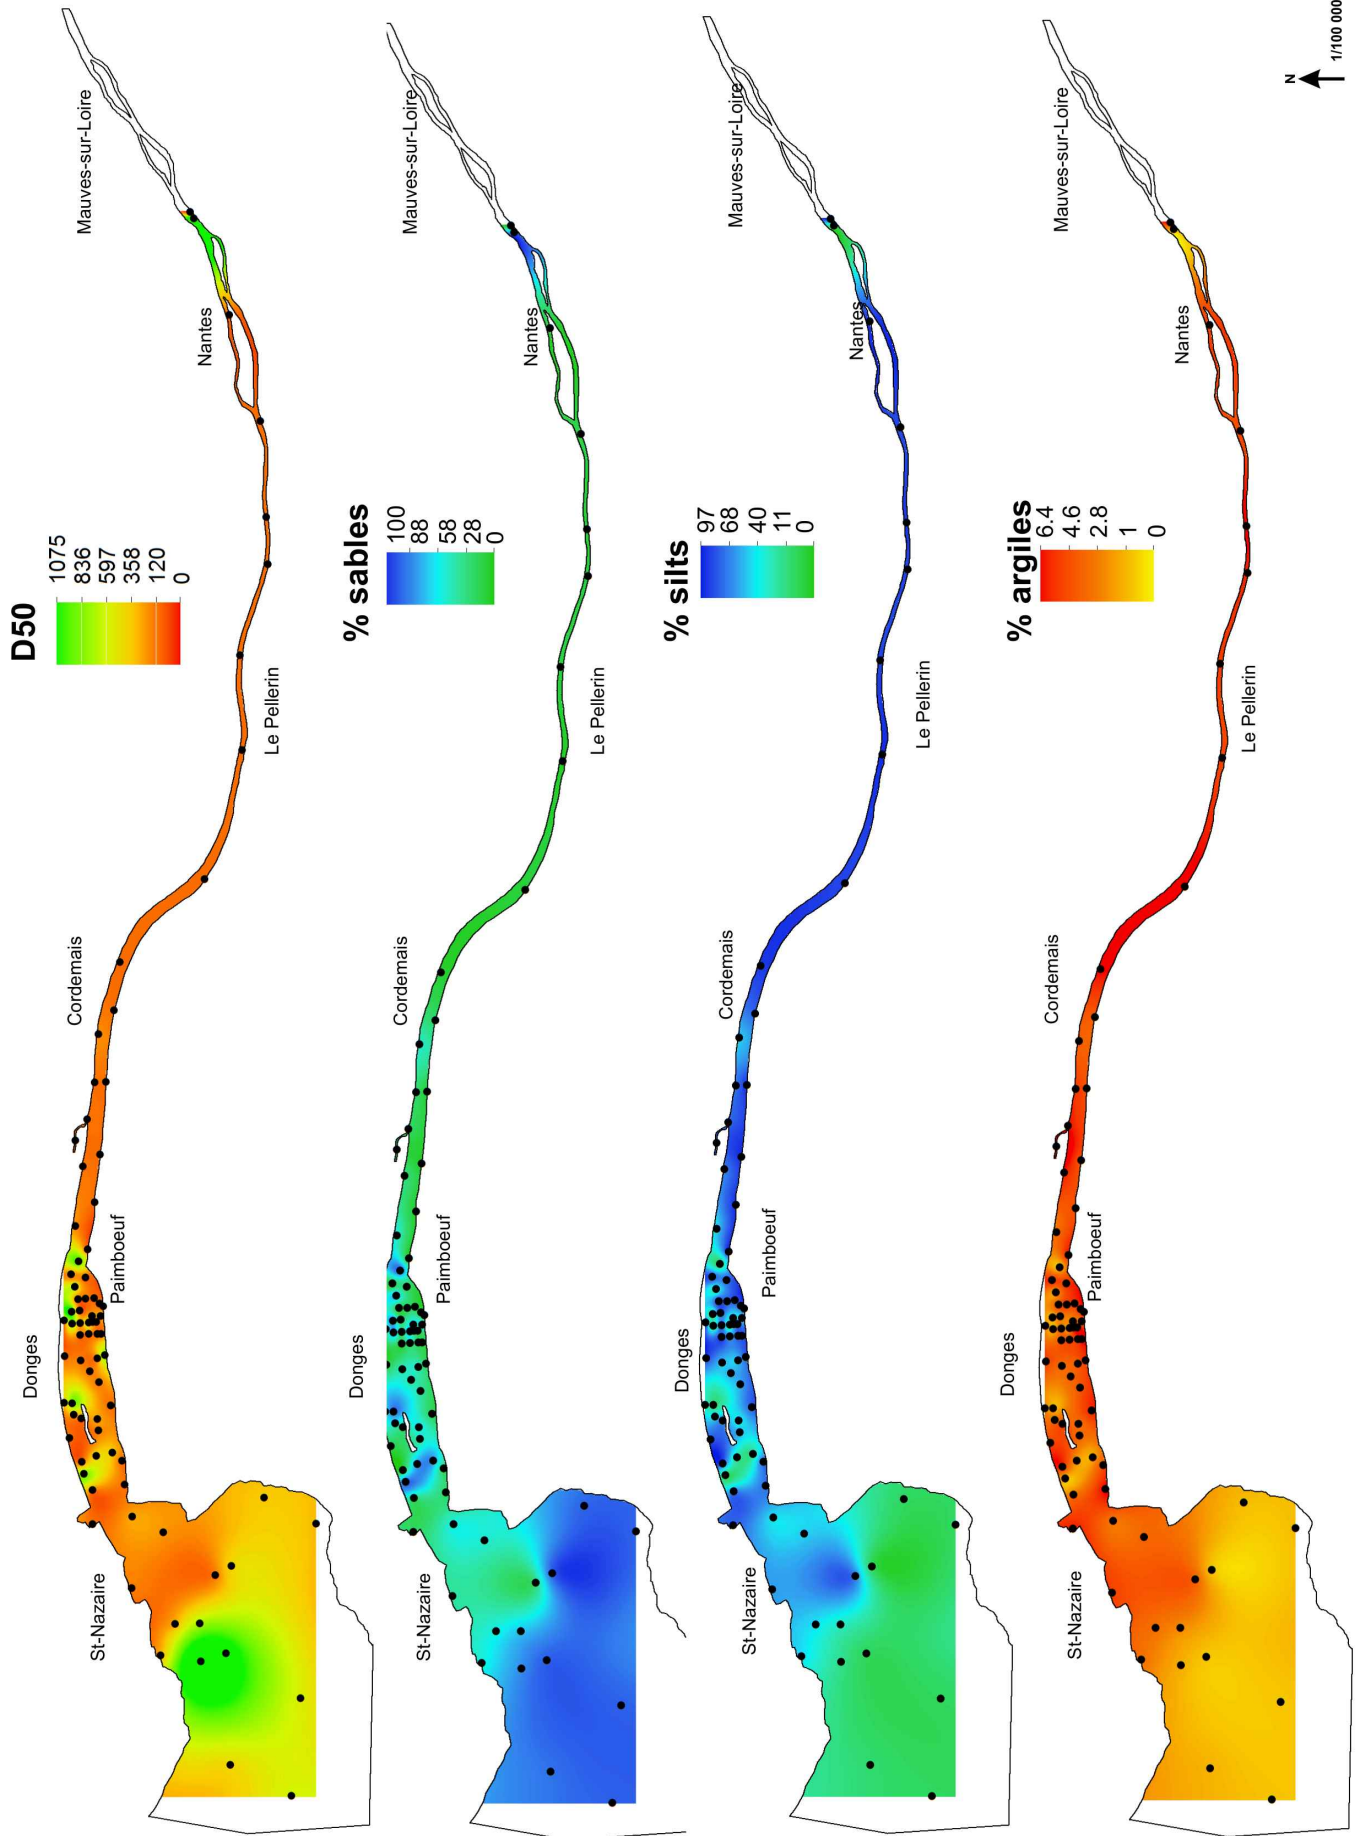 D50
1075
836
597
358
120
0
Mauves-sur-Loire
Nantes
Le Pellerin
Cordemais
Paimboeuf
Donges
St-Nazaire
% sables
100
88
58
28
0
Mauves-sur-Loire
Nantes
Le Pellerin
Cordemais
Paimboeuf
Donges
St-Nazaire
% silts
97
68
40
11
0
Mauves-sur-Loire
Nantes
Le Pellerin
Cordemais
Paimboeuf
Donges
St-Nazaire
% argiles
6.4
4.6
2.8
1
0
Mauves-sur-Loire
Nantes
Le Pellerin
Cordemais
Paimboeuf
Donges
St-Nazaire
N
1/100 000